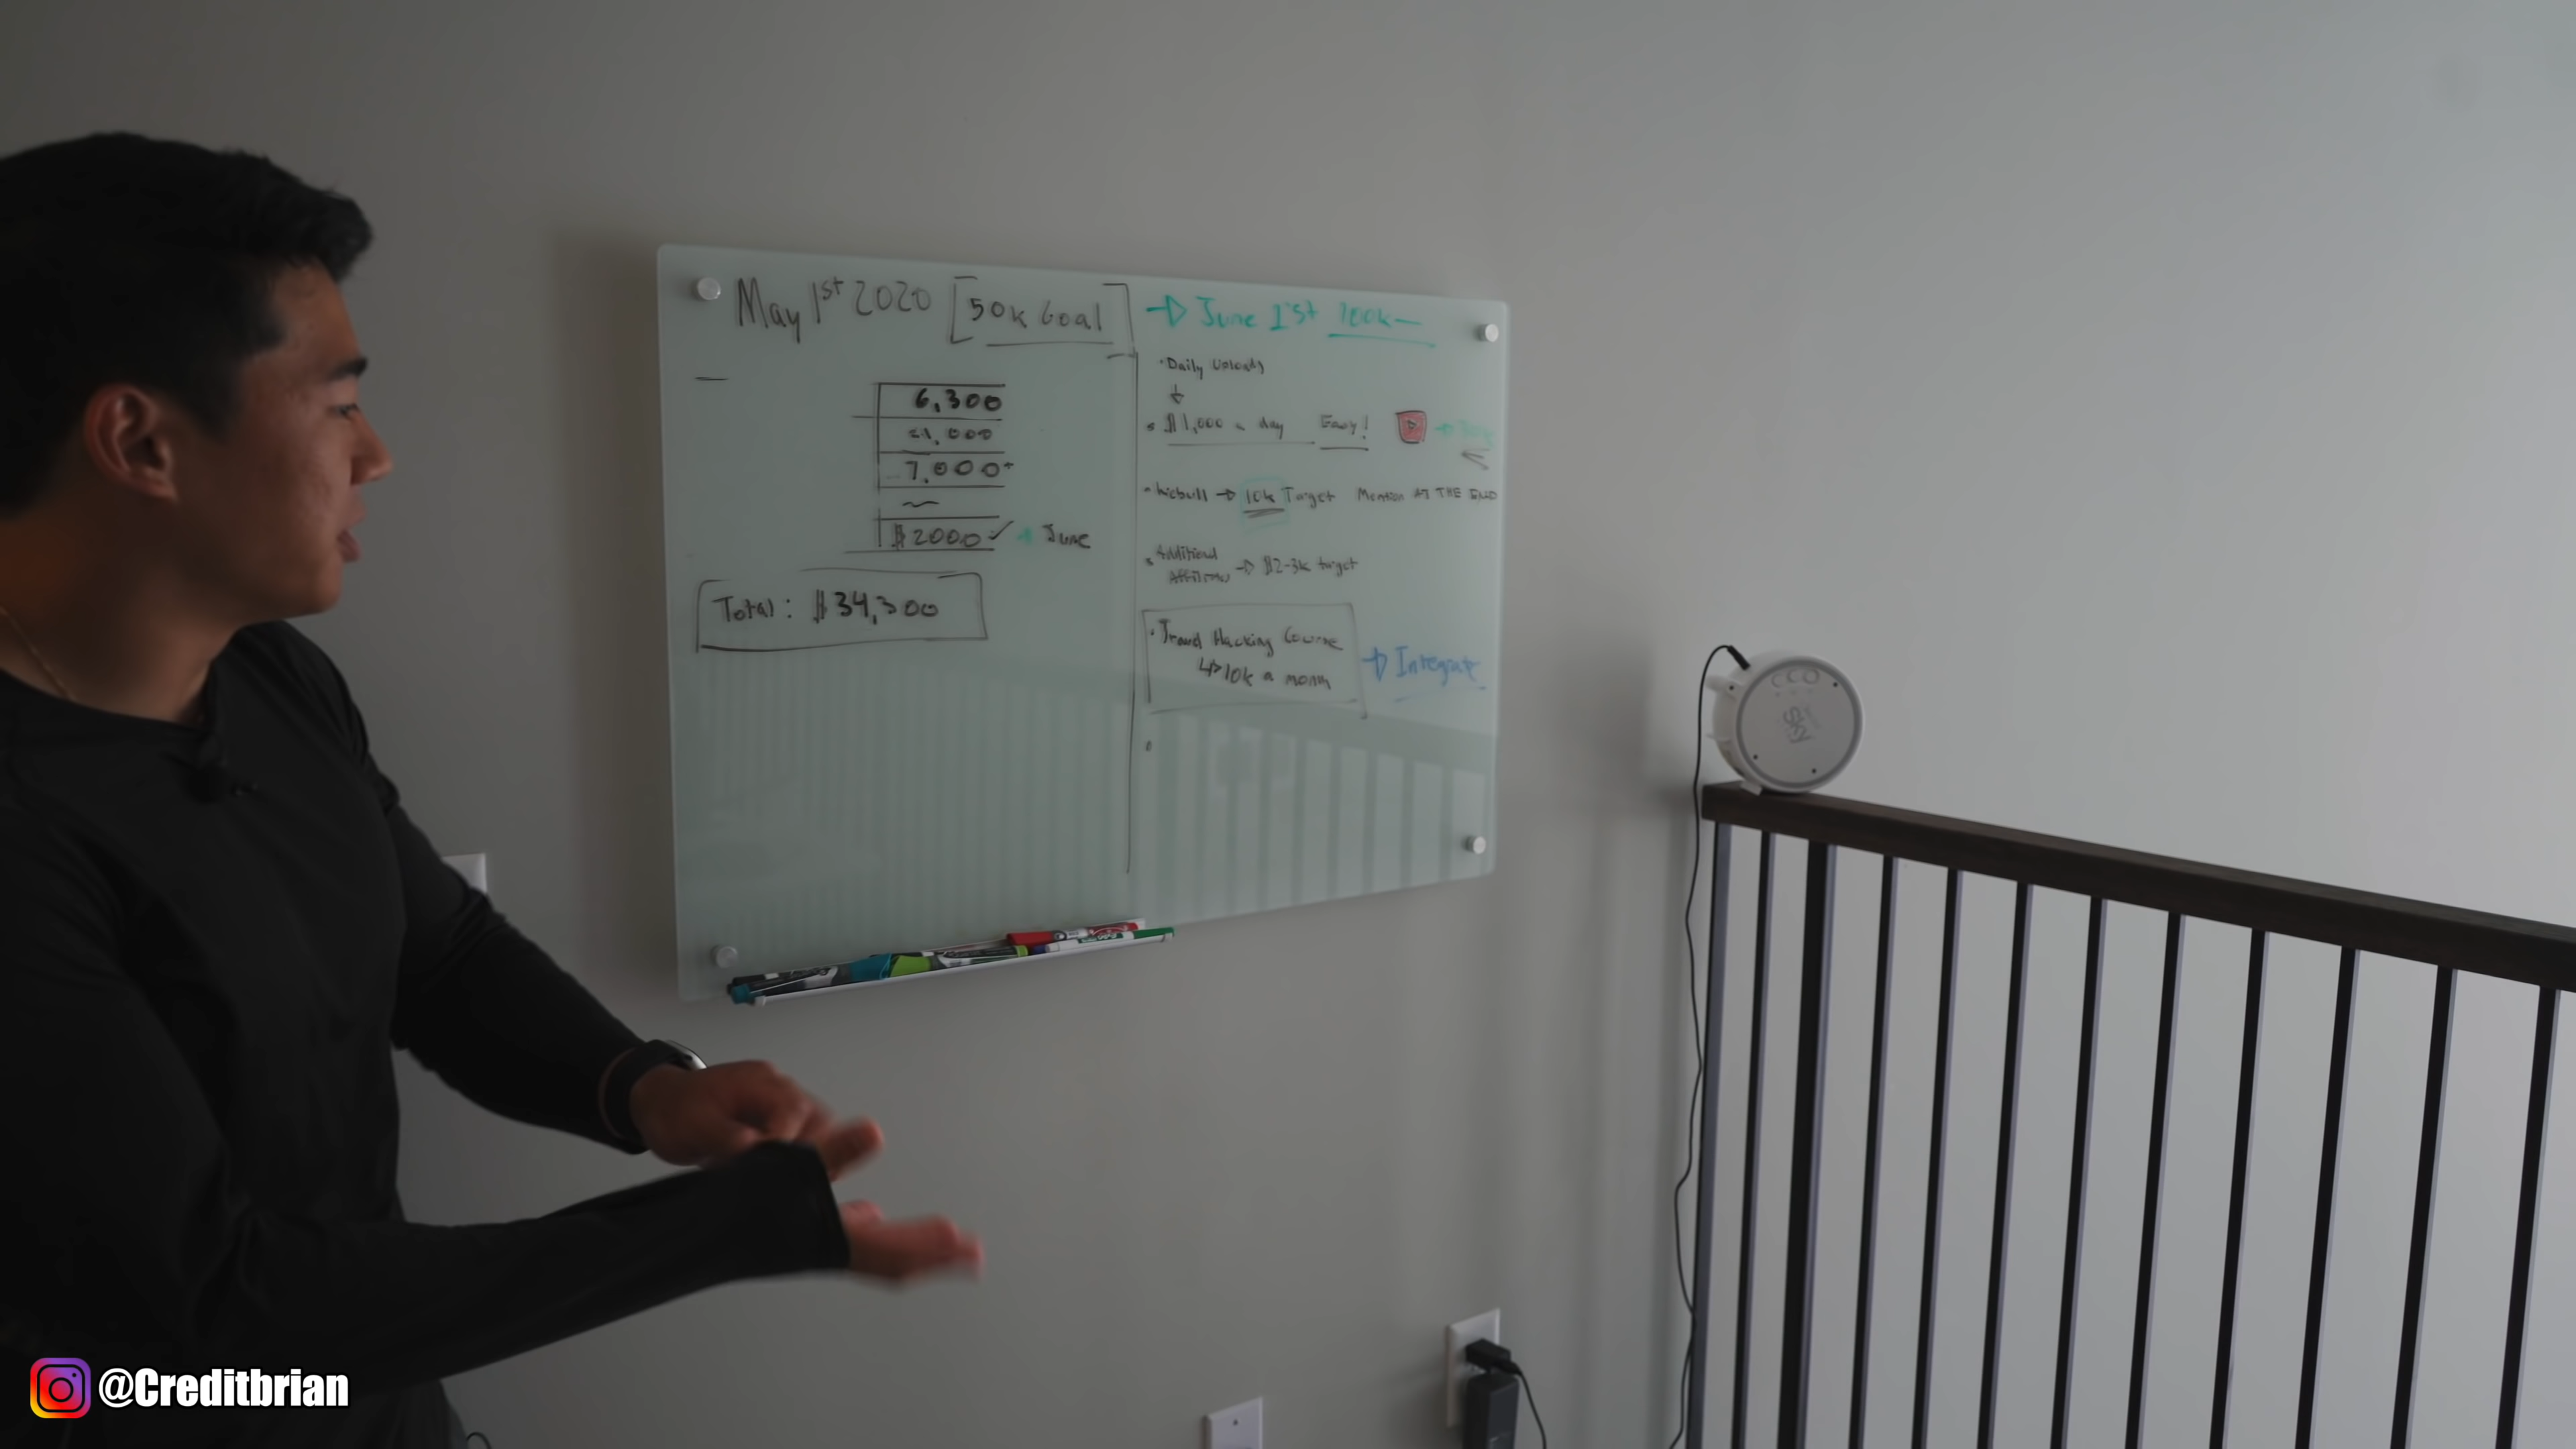 May 1st 2020 [50k Goal]
6,300
21,000
7,000+
~
$2000 ✓ → June
Total: $34,300
→ June 1st 100k—
• Daily Uploads
↓
• $1,000 a day Easy!
• Webull → 10k Target Mention AT THE END
• Additional Affiliates → $2-3k target
• Travel Hacking Course → Integrate
↳ 10k a month
@Creditbrian